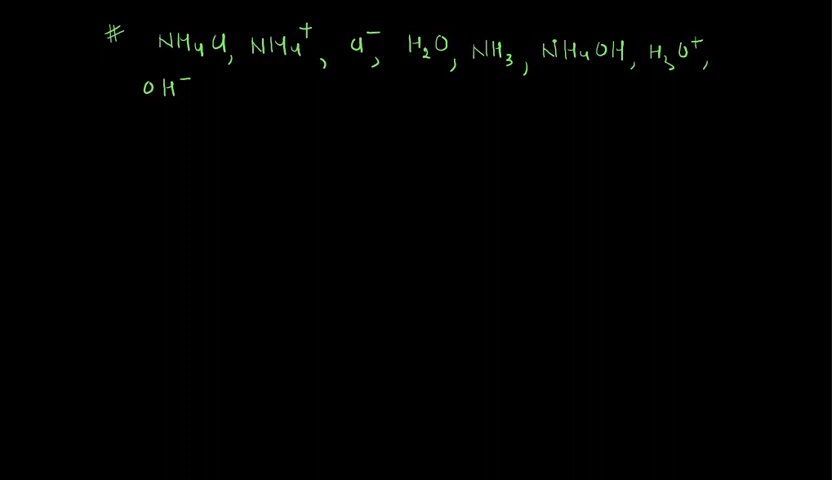 # NH₄Cl, NH₄⁺, Cl⁻, H₂O, NH₃, NH₄OH, H₃O⁺,
OH⁻